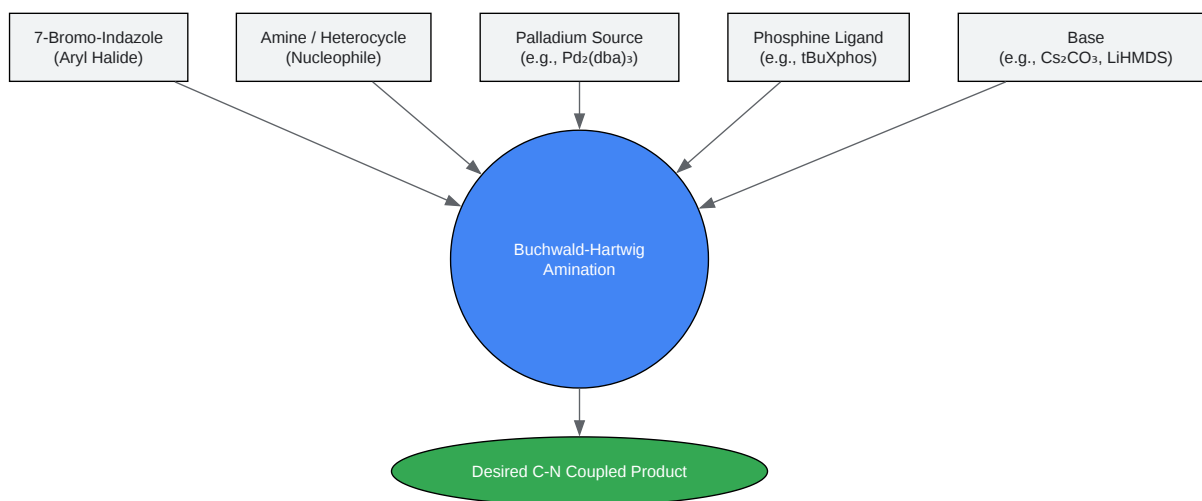 7-Bromo-Indazole
(Aryl Halide)
Amine / Heterocycle
(Nucleophile)
Palladium Source
(e.g., Pd₂(dba)₃)
Phosphine Ligand
(e.g., tBuXphos)
Base
(e.g., Cs₂CO₃, LiHMDS)
Buchwald-Hartwig
Amination
Desired C-N Coupled Product